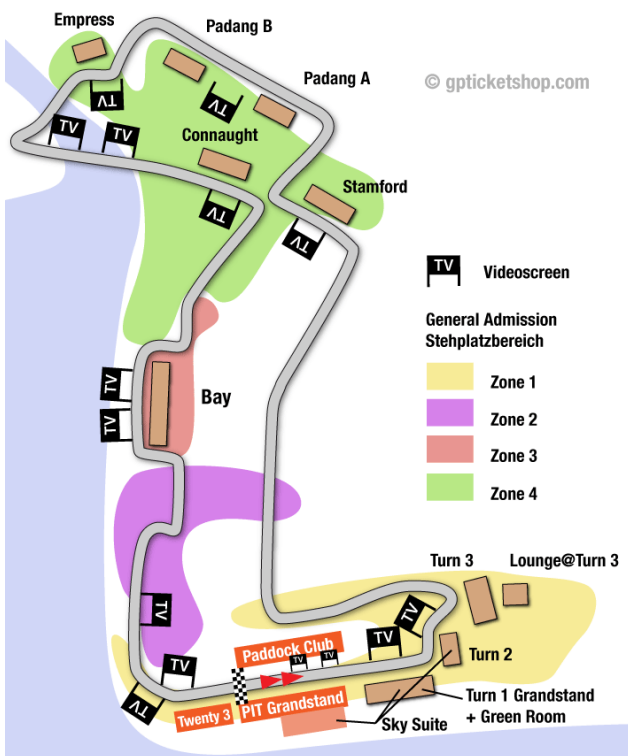 Empress
Padang B
Padang A
© gpticketshop.com
TV
TV
TV
TV
Connaught
Stamford
TV
TV
TV
Videoscreen
General Admission
Stehplatzbereich
Zone 1
Zone 2
Zone 3
Zone 4
TV
TV
Bay
Turn 3
Lounge@Turn 3
TV
TV
TV
Paddock Club
TV
TV
TV
TV
Turn 2
Twenty 3
PIT Grandstand
Sky Suite
Turn 1 Grandstand
+ Green Room